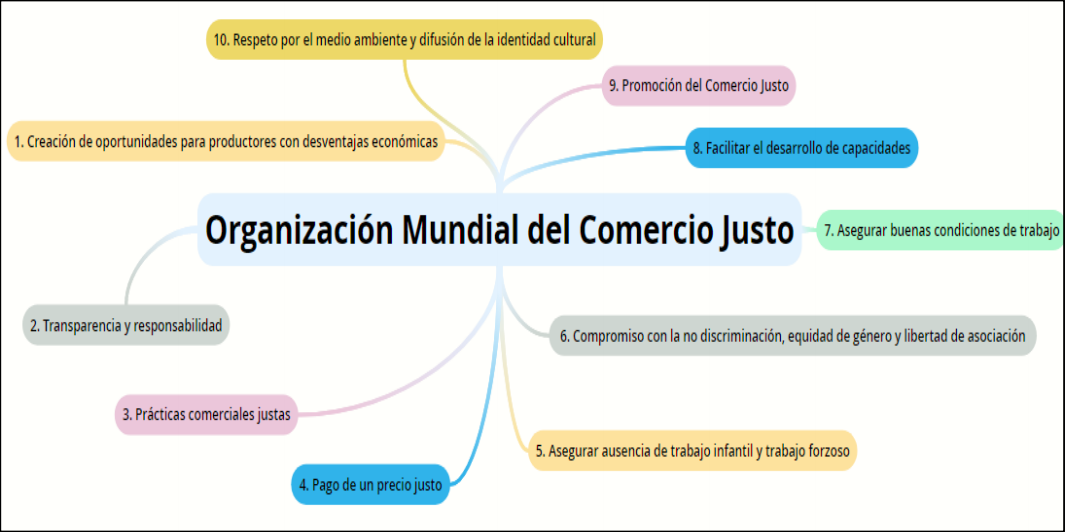 10. Respeto por el medio ambiente y difusión de la identidad cultural
9. Promoción del Comercio Justo
1. Creación de oportunidades para productores con desventajas económicas
8. Facilitar el desarrollo de capacidades
Organización Mundial del Comercio Justo
7. Asegurar buenas condiciones de trabajo
2. Transparencia y responsabilidad
6. Compromiso con la no discriminación, equidad de género y libertad de asociación
3. Prácticas comerciales justas
5. Asegurar ausencia de trabajo infantil y trabajo forzoso
4. Pago de un precio justo